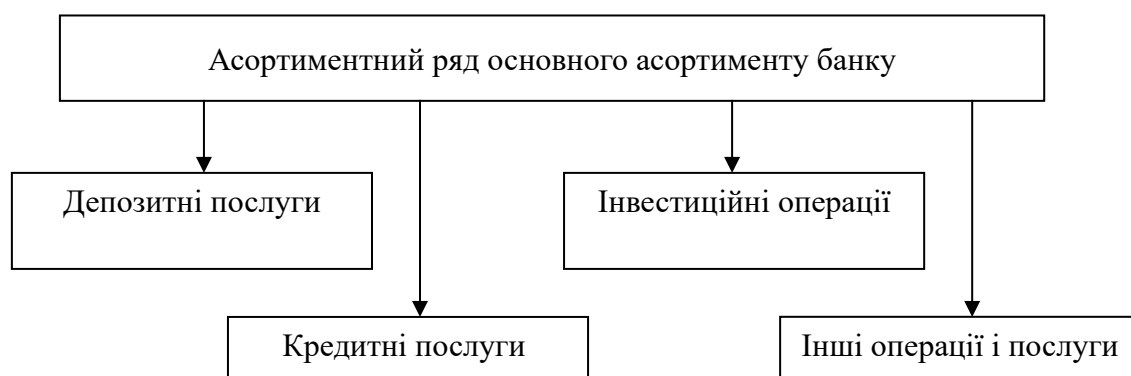 Асортиментний ряд основного асортименту банку
Депозитні послуги
Інвестиційні операції
Кредитні послуги
Інші операції і послуги